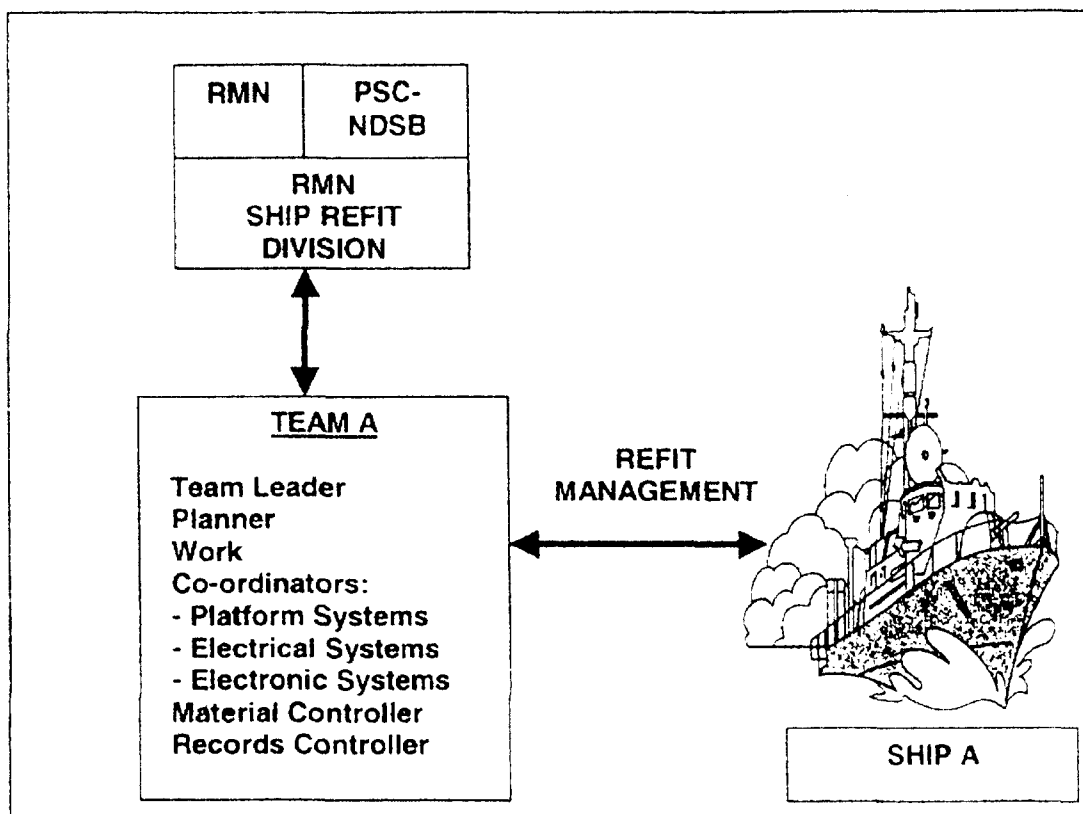 RMN
PSC-
NDSB
RMN
SHIP REFIT
DIVISION
TEAM A
Team Leader
Planner
Work
Co-ordinators:
- Platform Systems
- Electrical Systems
- Electronic Systems
Material Controller
Records Controller
REFIT
MANAGEMENT
SHIP A